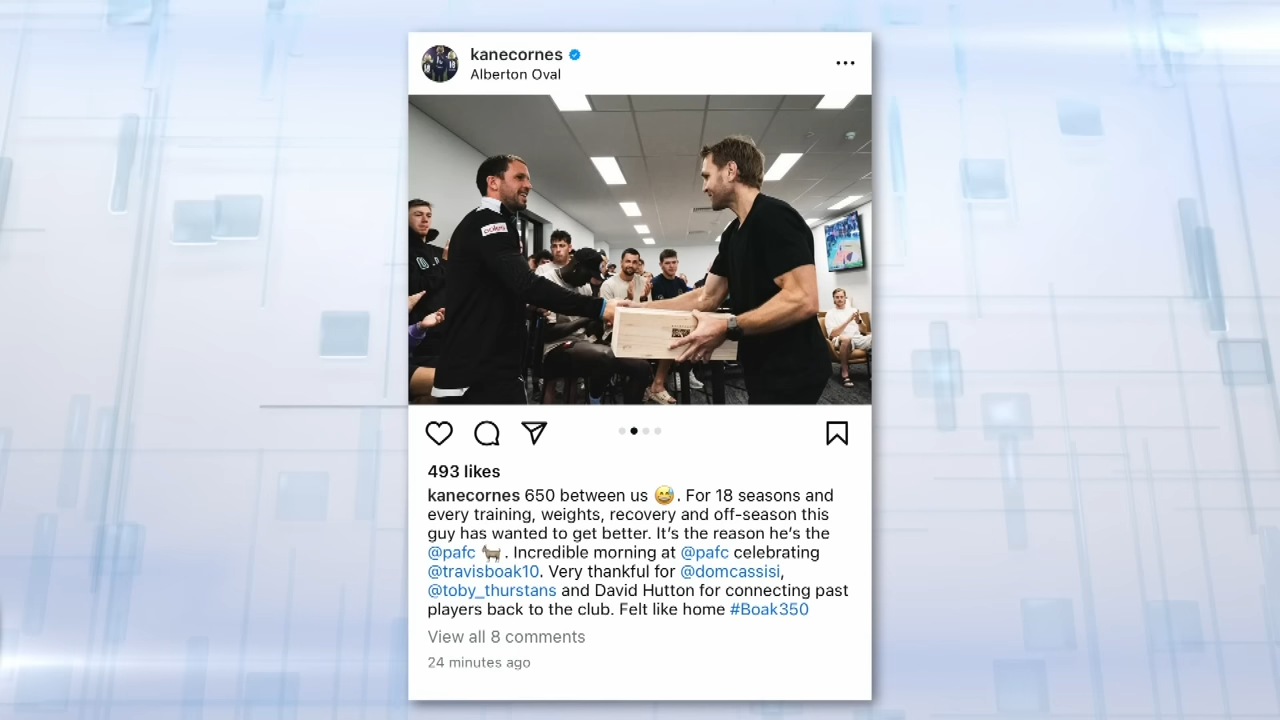 kanecornes
Alberton Oval
coles
493 likes
kanecornes 650 between us 😅. For 18 seasons and
every training, weights, recovery and off-season this
guy has wanted to get better. It's the reason he's the
@pafc 🐐. Incredible morning at @pafc celebrating
@travisboak10. Very thankful for @domcassisi,
@toby_thurstans and David Hutton for connecting past
players back to the club. Felt like home #Boak350
View all 8 comments
24 minutes ago